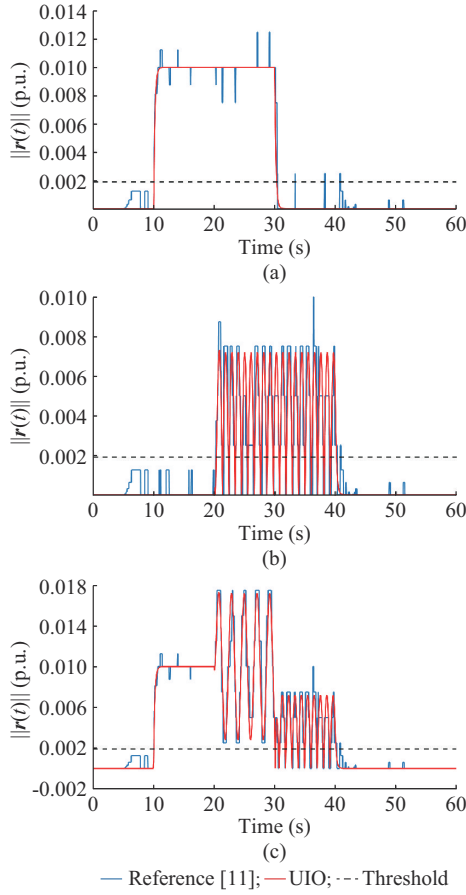 ||r(t)|| (p.u.)
0.014
0.012
0.010
0.008
0.006
0.004
0.002
0 10 20 30 40 50 60
Time (s)
(a)
||r(t)|| (p.u.)
0.010
0.008
0.006
0.004
0.002
0 10 20 30 40 50 60
Time (s)
(b)
||r(t)|| (p.u.)
0.018
0.014
0.010
0.006
0.002
-0.002
0 10 20 30 40 50 60
Time (s)
(c)
Reference [11]; UIO; Threshold